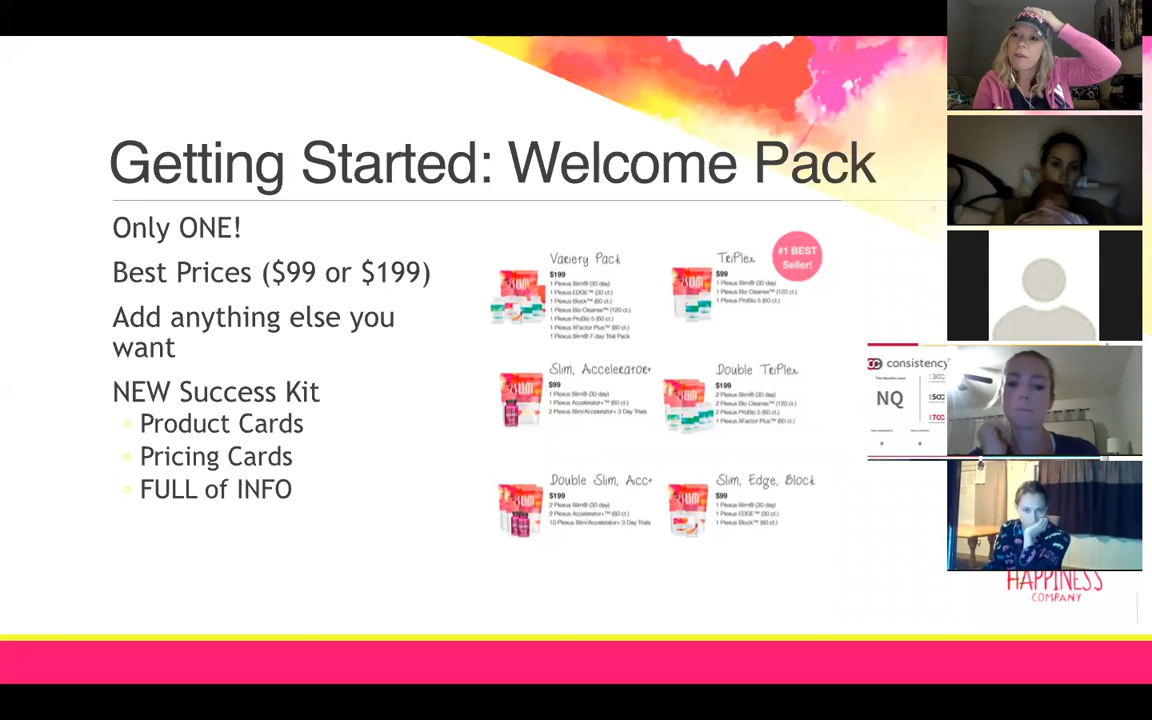 Getting Started: Welcome Pack
Only ONE!
Best Prices ($99 or $199)
Add anything else you
want
NEW Success Kit
Product Cards
Pricing Cards
FULL of INFO
Variety Pack
$199
1 Plexus Slim® (30 day)
1 Plexus EDGE™ (30 ct.)
1 Plexus Block™ (60 ct.)
1 Plexus Bio Cleanse™ (120 ct.)
1 Plexus ProBio 5 (60 ct.)
1 Plexus XFactor Plus™ (60 ct.)
1 Plexus Slim® 7-day Trial Pack
TriPlex
$99
1 Plexus Slim® (30 day)
1 Plexus Bio Cleanse™ (120 ct.)
1 Plexus ProBio 5 (60 ct.)
#1 BEST
Seller!
Slim, Accelerator+
$99
1 Plexus Slim® (30 day)
1 Plexus Accelerator+™ (60 ct.)
2 Plexus Slim/Accelerator+ 3 Day Trials
Double TriPlex
$199
2 Plexus Slim® (30 day)
2 Plexus Bio Cleanse™ (120 ct.)
2 Plexus ProBio 5 (60 ct.)
1 Plexus XFactor Plus™ (60 ct.)
Double Slim, Acc+
$199
2 Plexus Slim® (30 day)
2 Plexus Accelerator+™ (60 ct.)
10 Plexus Slim/Accelerator+ 3 Day Trials
Slim, Edge, Block
$99
1 Plexus Slim® (30 day)
1 Plexus EDGE™ (30 ct.)
1 Plexus Block™ (60 ct.)
consistency
NQ
1300
1500
1700
HAPPINESS
COMPANY